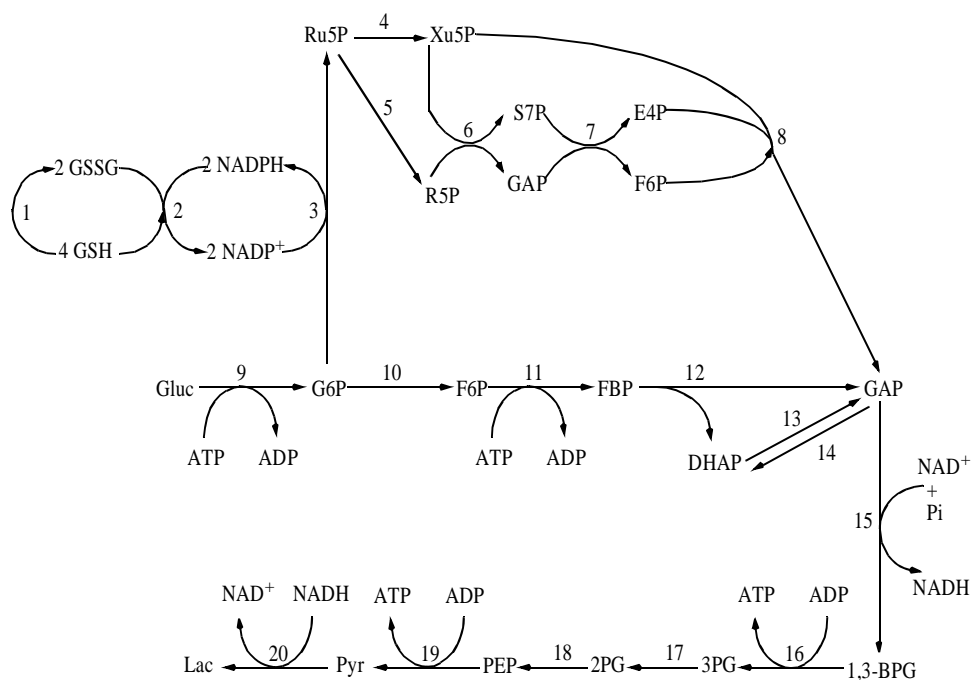 Ru5P 4 Xu5P
5 6 S7P 7 E4P 8
R5P GAP F6P
2 GSSG 2 NADPH
1 2 3
4 GSH 2 NADP⁺
Gluc 9 G6P 10 F6P 11 FBP 12 GAP
ATP ADP ATP ADP DHAP 13
14
NAD⁺
+
Pi
15
NADH
NAD⁺ NADH ATP ADP ATP ADP
Lac 20 Pyr 19 PEP 18 2PG 17 3PG 16 1,3-BPG